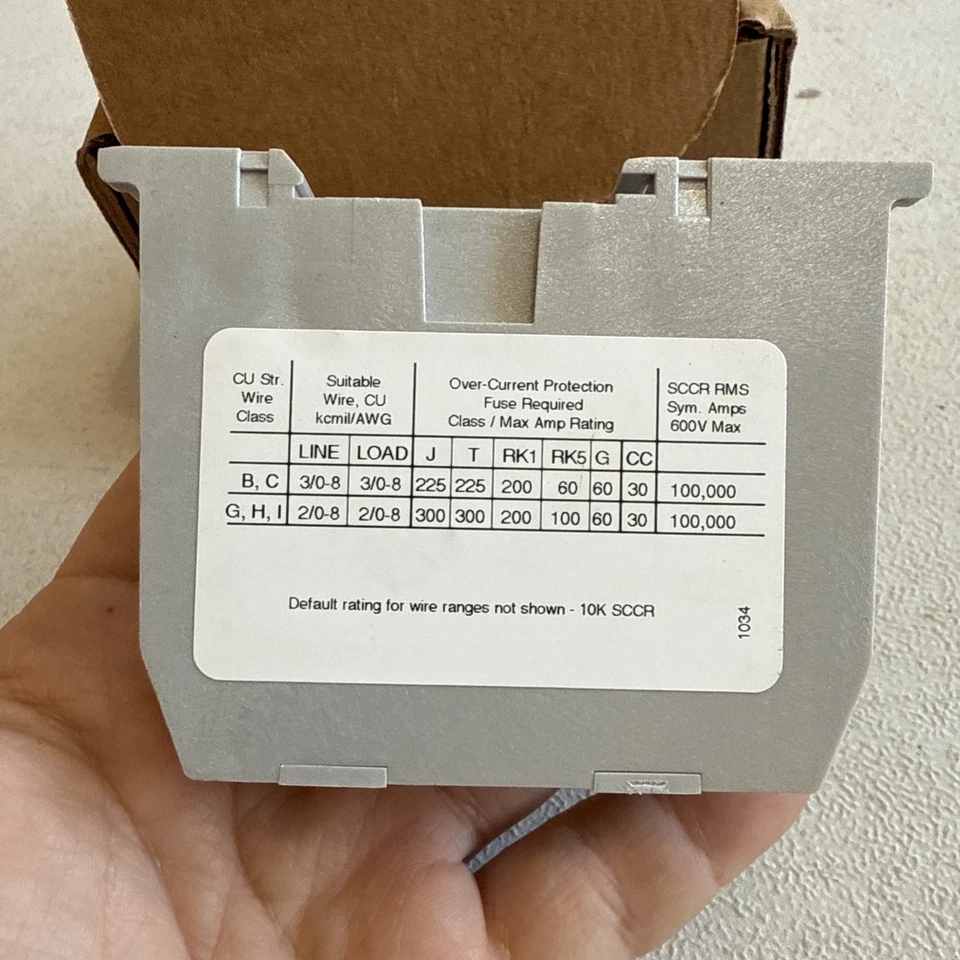 CU Str. Wire Class | Suitable Wire, CU kcmil/AWG | Over-Current Protection Fuse Required Class / Max Amp Rating | SCCR RMS Sym. Amps 600V Max
LINE LOAD J T RK1 RK5 G CC
B, C 3/0-8 3/0-8 225 225 200 60 60 30 100,000
G, H, I 2/0-8 2/0-8 300 300 200 100 60 30 100,000
Default rating for wire ranges not shown - 10K SCCR
1034